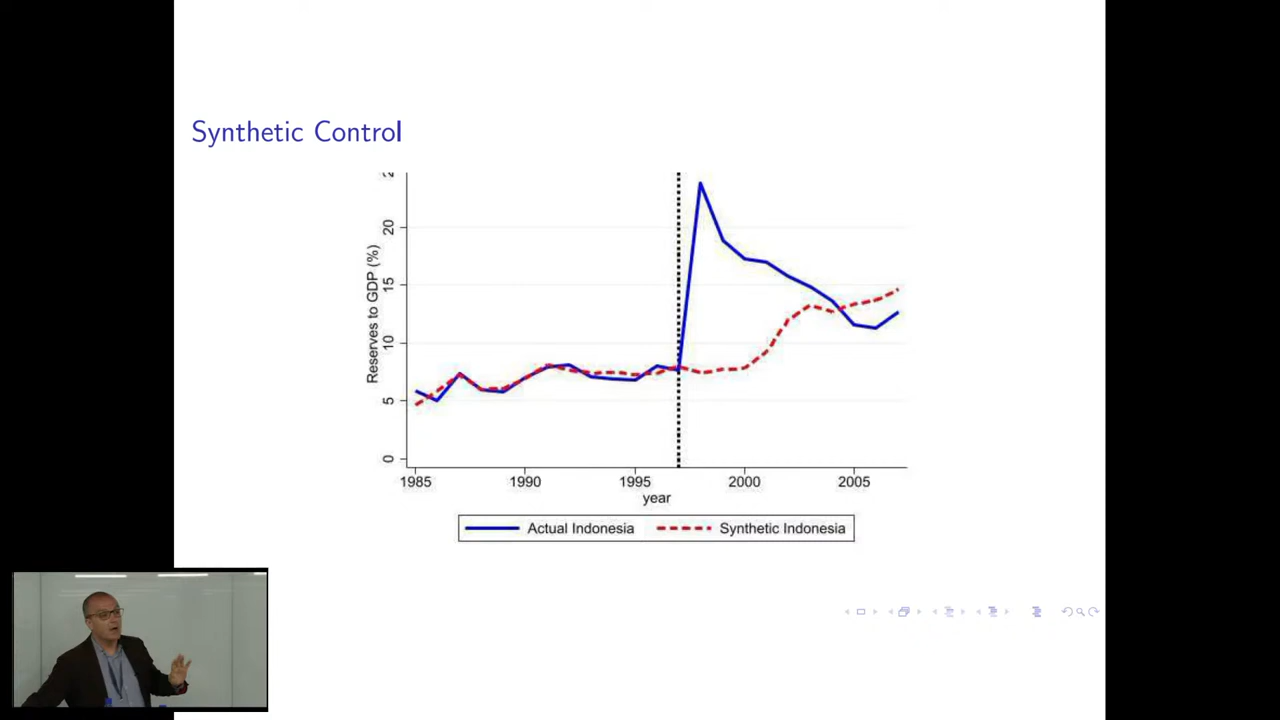 Synthetic Control
Reserves to GDP (%)
20
15
10
5
0
1985 1990 1995 2000 2005
year
Actual Indonesia Synthetic Indonesia